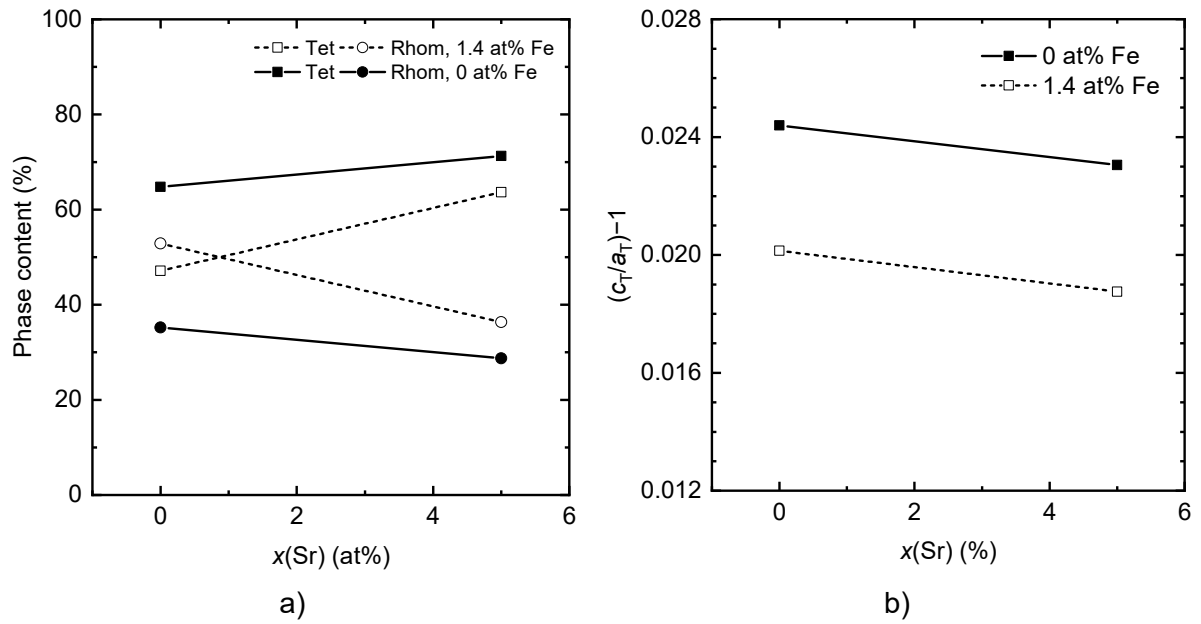 100
80
60
40
20
0
Phase content (%)
Tet Rhom, 1.4 at% Fe
Tet Rhom, 0 at% Fe
0 2 4 6
x(Sr) (at%)
a)
0.028
0.024
0.020
0.016
0.012
(cT/aT)−1
0 at% Fe
1.4 at% Fe
0 2 4 6
x(Sr) (%)
b)